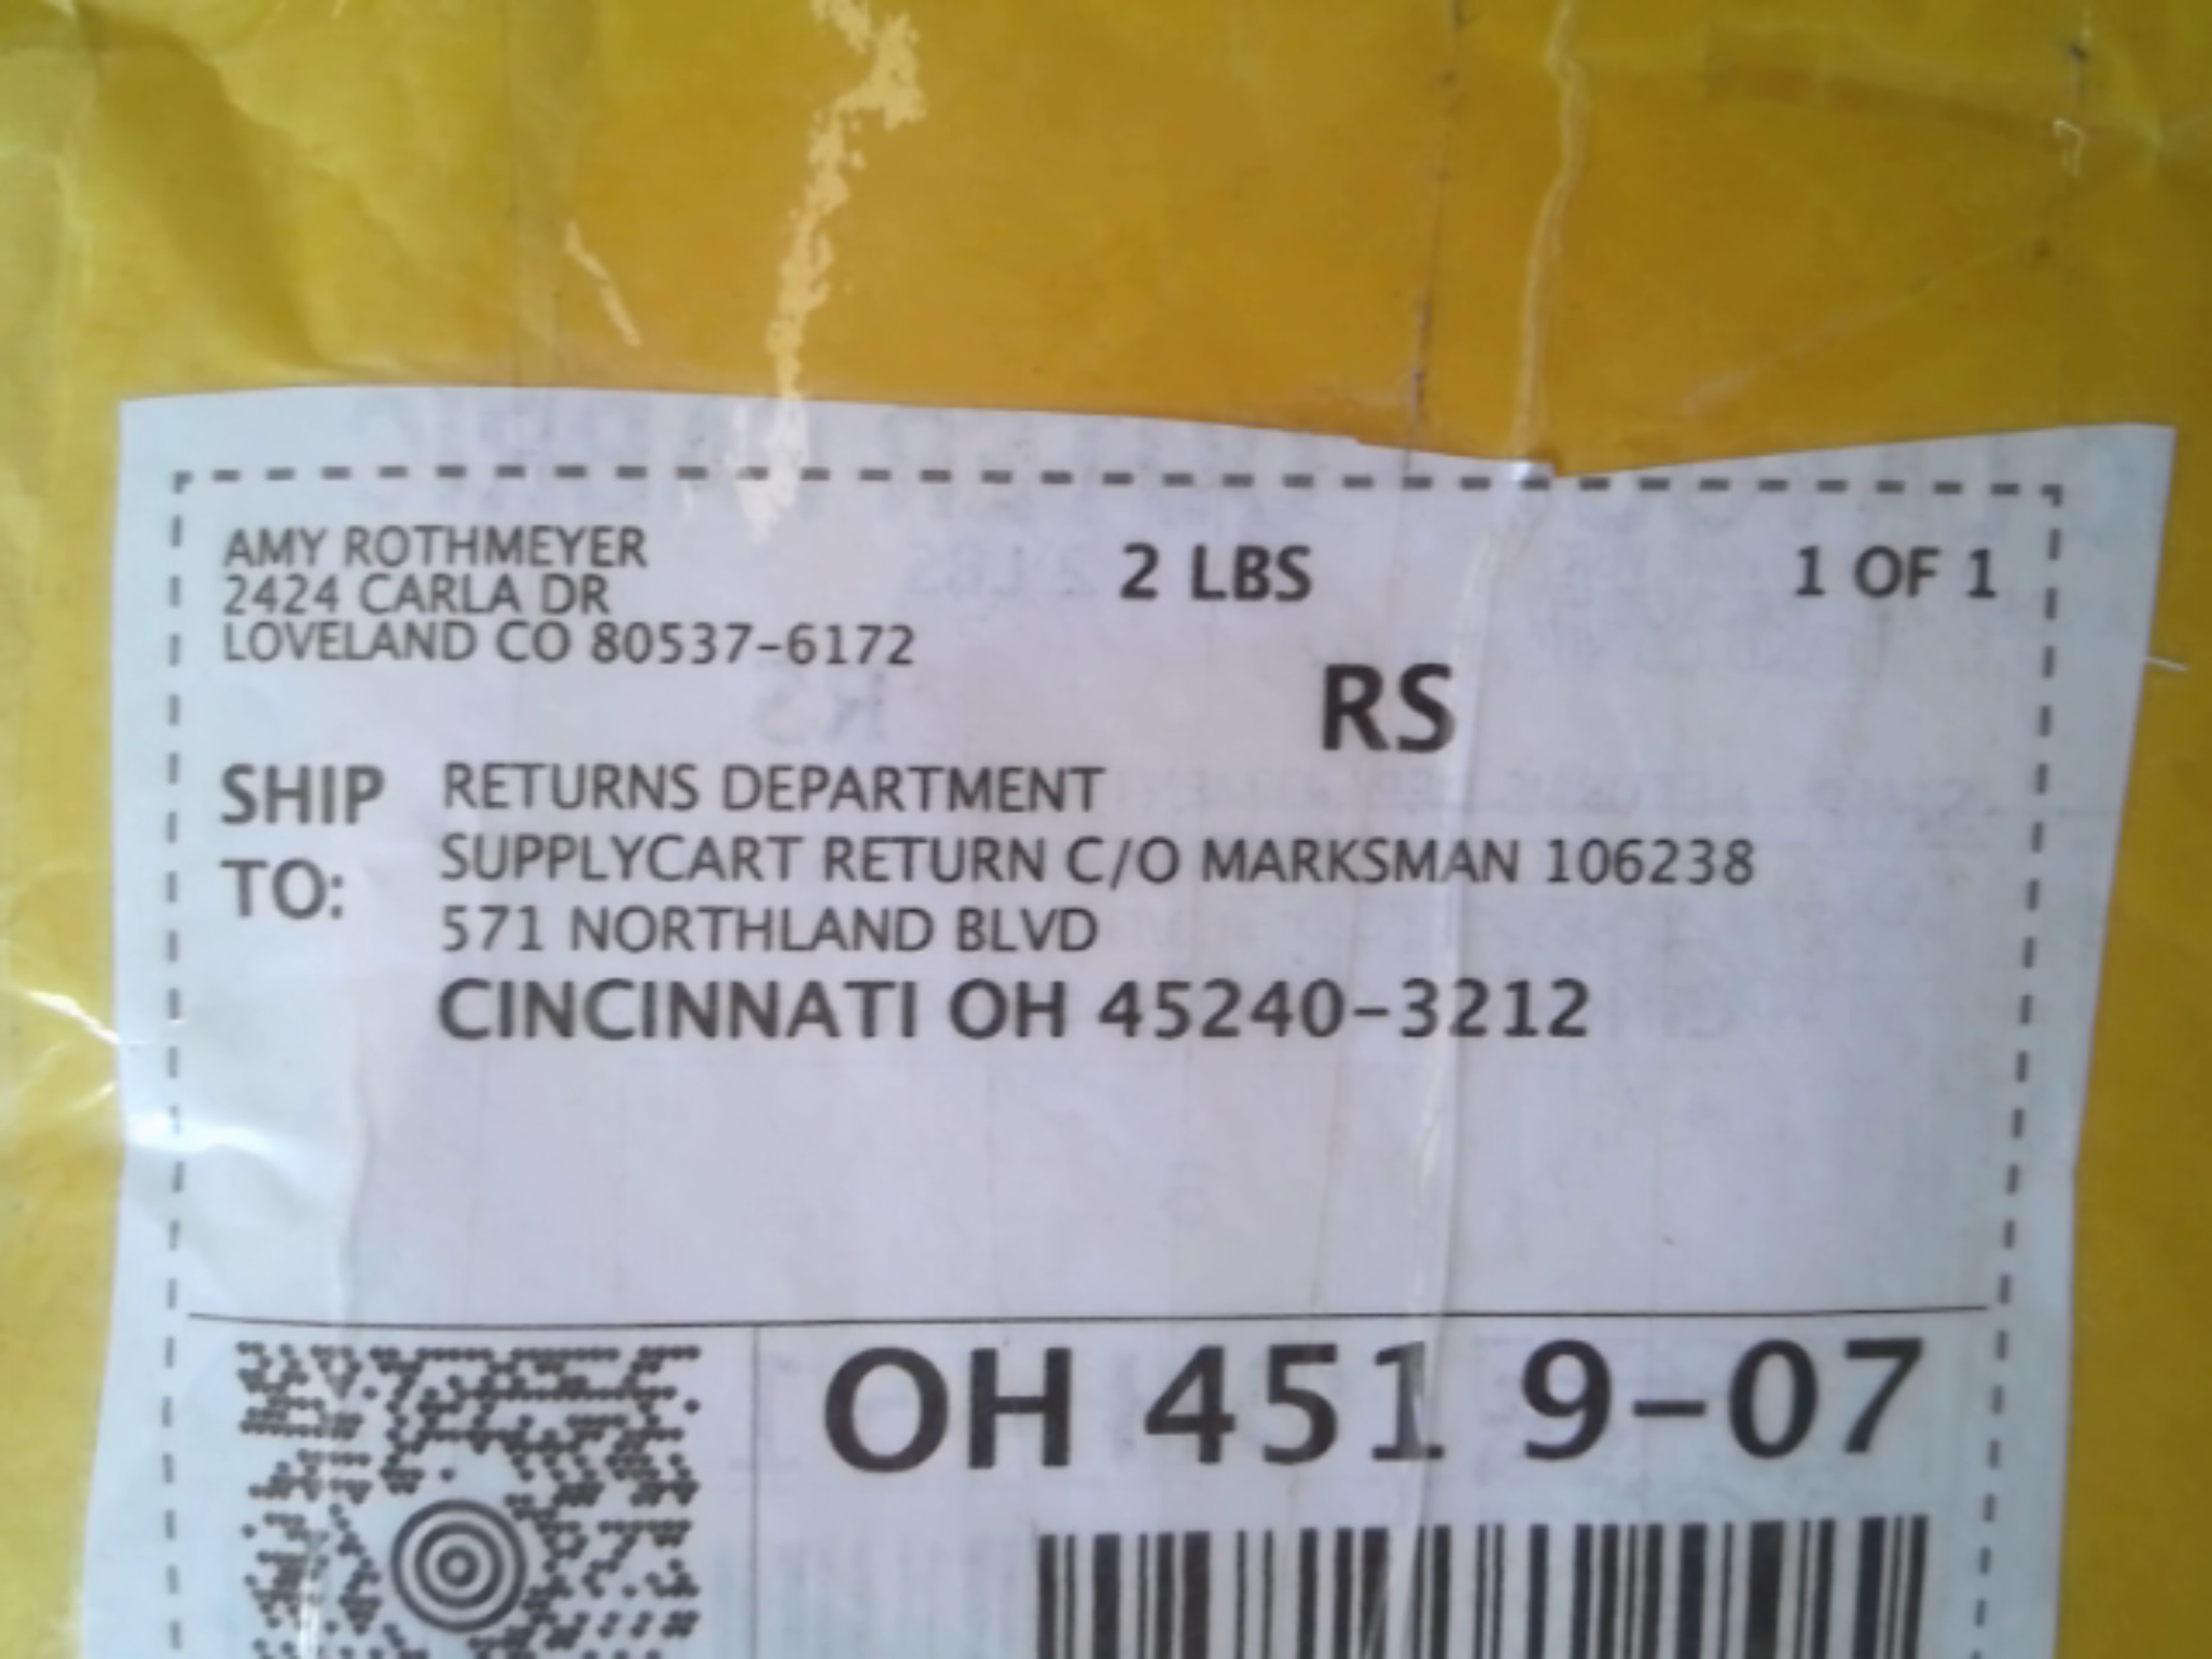 AMY ROTHMEYER
2424 CARLA DR
LOVELAND CO 80537-6172
2 LBS
1 OF 1
RS
SHIP TO:
RETURNS DEPARTMENT
SUPPLYCART RETURN C/O MARKSMAN 106238
571 NORTHLAND BLVD
CINCINNATI OH 45240-3212
OH 451 9-07